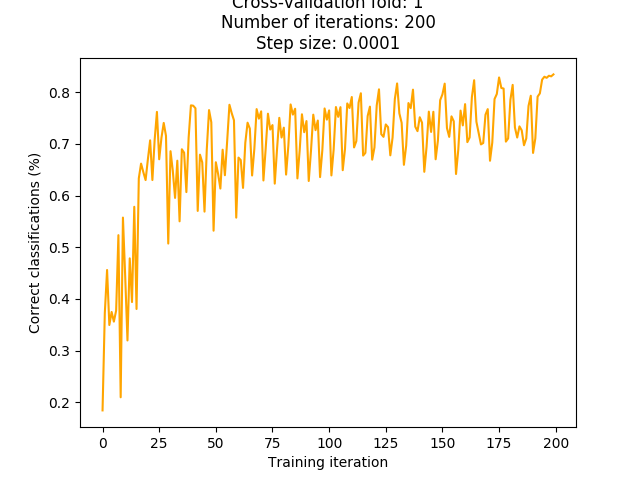 Cross-validation fold: 1
Number of iterations: 200
Step size: 0.0001
0.8
0.7
0.6
0.5
0.4
0.3
0.2
Correct classifications (%)
0 25 50 75 100 125 150 175 200
Training iteration